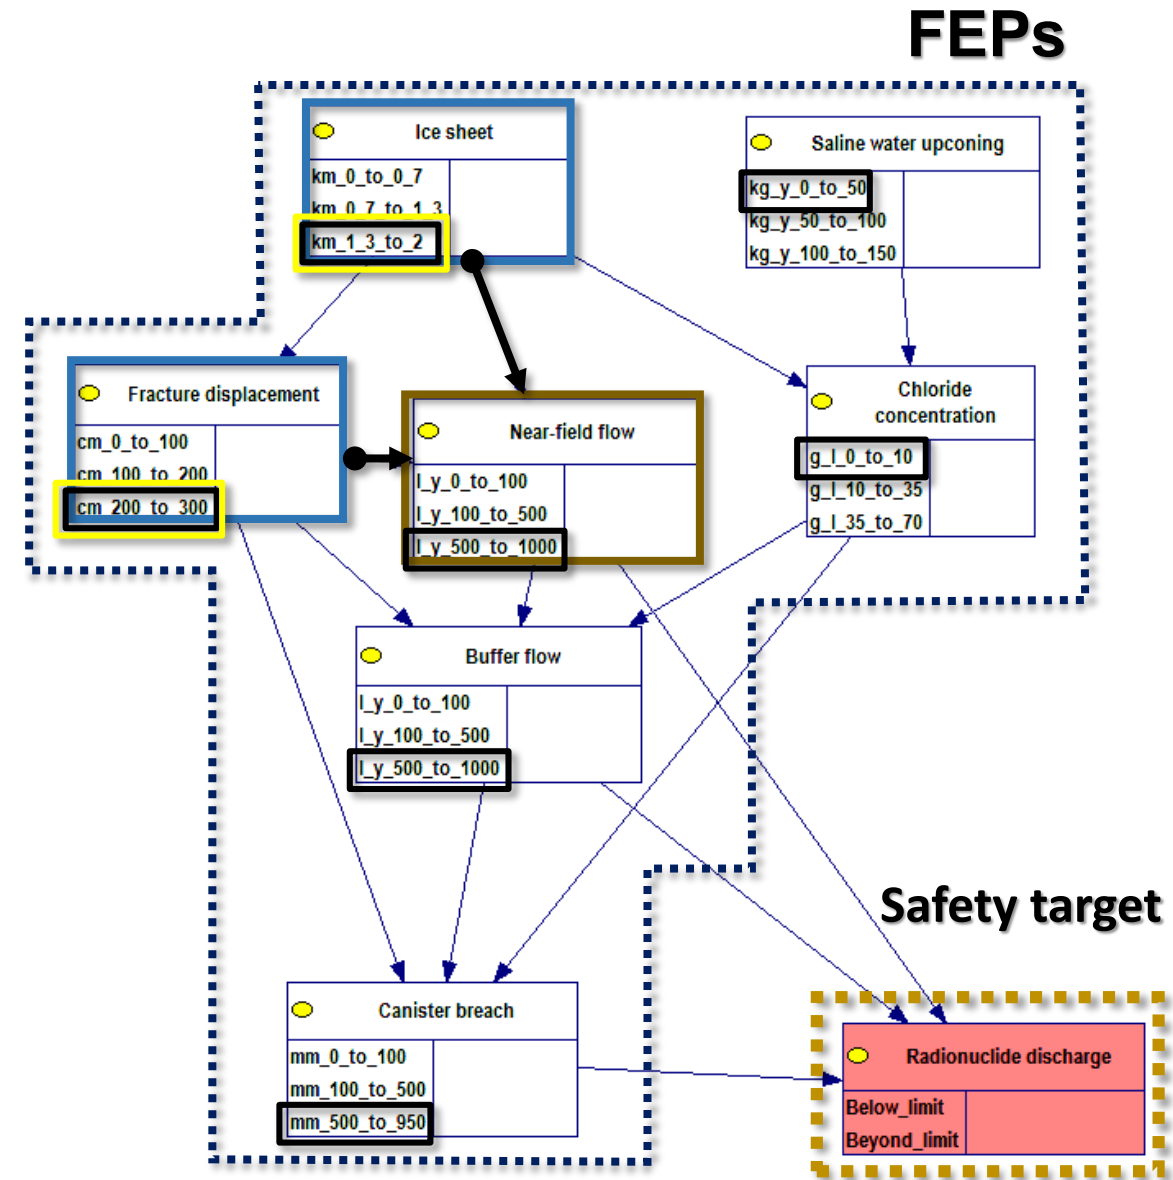 FEPs
Ice sheet
km_0_to_0_7
km_0_7_to_1_3
km_1_3_to_2
Saline water upconing
kg_y_0_to_50
kg_y_50_to_100
kg_y_100_to_150
Fracture displacement
cm_0_to_100
cm_100_to_200
cm_200_to_300
Near-field flow
l_y_0_to_100
l_y_100_to_500
l_y_500_to_1000
Chloride
concentration
g_l_0_to_10
g_l_10_to_35
g_l_35_to_70
Buffer flow
l_y_0_to_100
l_y_100_to_500
l_y_500_to_1000
Safety target
Canister breach
mm_0_to_100
mm_100_to_500
mm_500_to_950
Radionuclide discharge
Below_limit
Beyond_limit